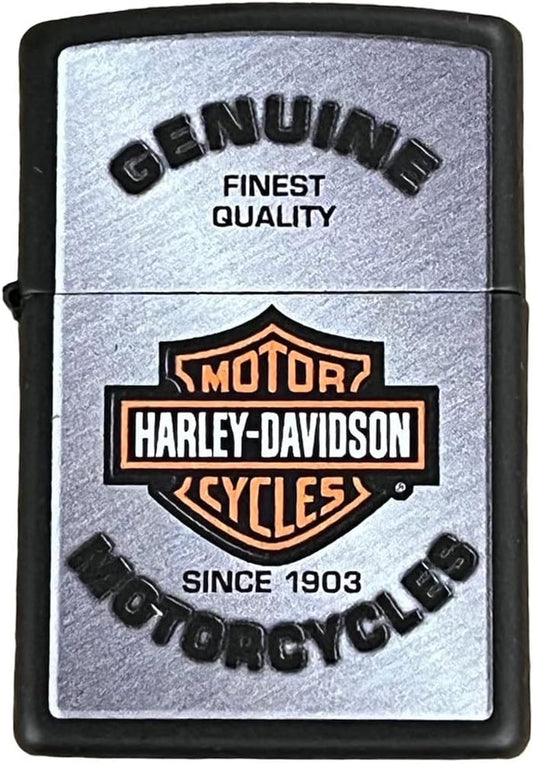 GENUINE
FINEST
QUALITY
MOTOR
HARLEY-DAVIDSON
CYCLES
®
SINCE 1903
MOTORCYCLES